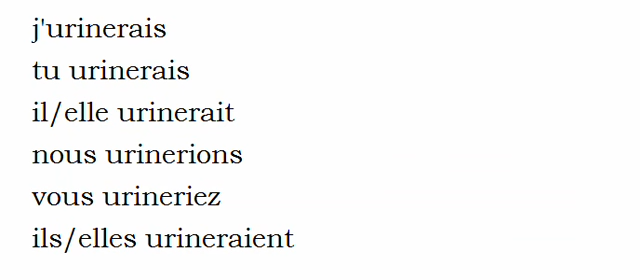 j'urinerais
tu urinerais
il/elle urinerait
nous urinerions
vous urineriez
ils/elles urineraient